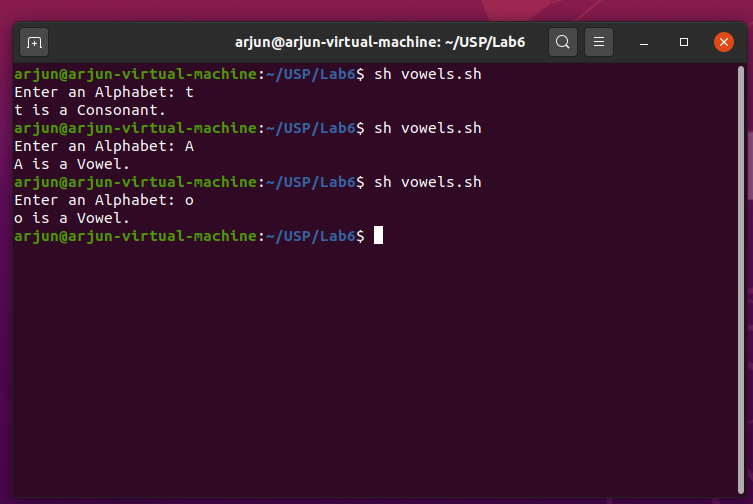 arjun@arjun-virtual-machine: ~/USP/Lab6
arjun@arjun-virtual-machine:~/USP/Lab6$ sh vowels.sh
Enter an Alphabet: t
t is a Consonant.
arjun@arjun-virtual-machine:~/USP/Lab6$ sh vowels.sh
Enter an Alphabet: A
A is a Vowel.
arjun@arjun-virtual-machine:~/USP/Lab6$ sh vowels.sh
Enter an Alphabet: o
o is a Vowel.
arjun@arjun-virtual-machine:~/USP/Lab6$